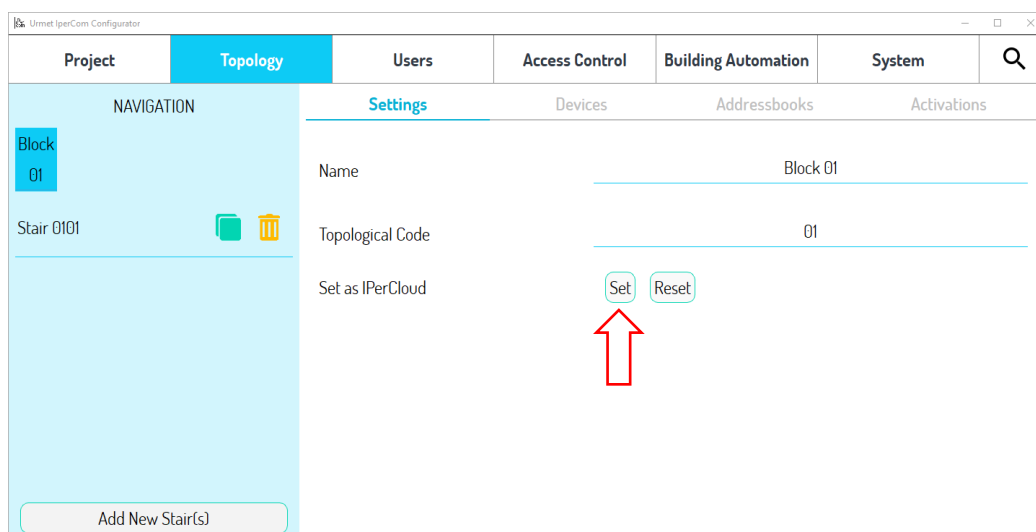 Urmet IperCom Configurator
Project Topology Users Access Control Building Automation System
NAVIGATION
Settings Devices Addressbooks Activations
Block
01
Name Block 01
Stair 0101
Topological Code 01
Set as IPerCloud Set Reset
Add New Stair(s)